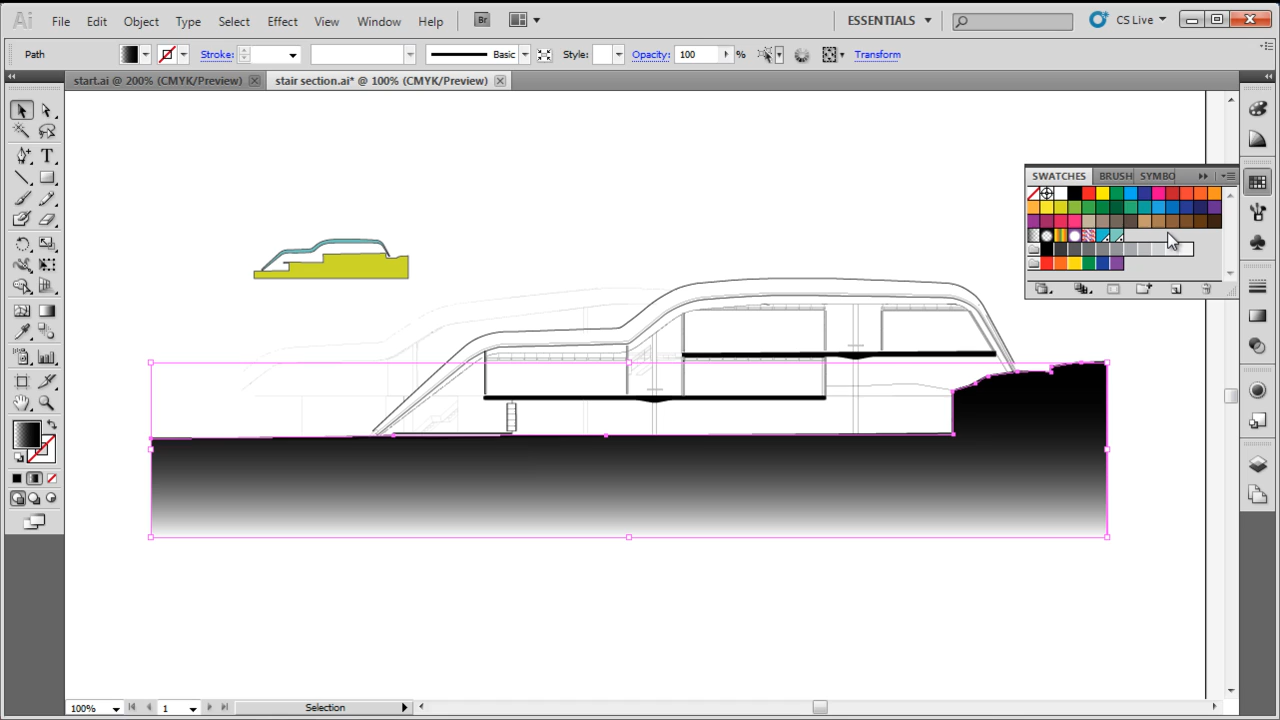 Ai File Edit Object Type Select Effect View Window Help Br ESSENTIALS CS Live
Path Stroke: Basic Style: Opacity: 100 % Transform
start.ai @ 200% (CMYK/Preview) stair section.ai* @ 100% (CMYK/Preview)
SWATCHES BRUSH SYMBO
100% 1 Selection